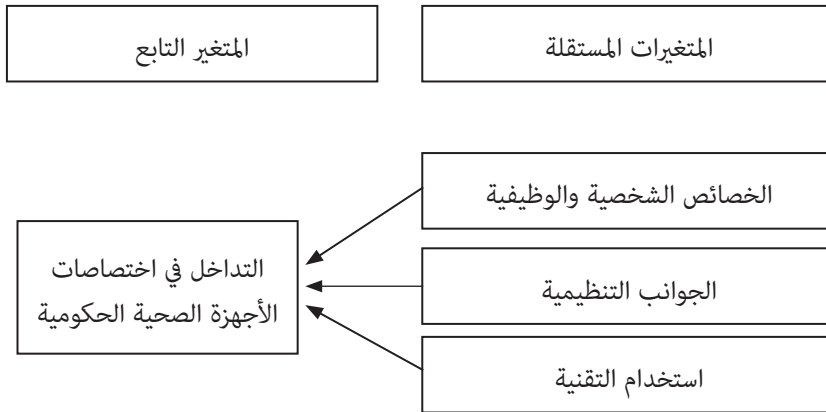 المتغيرات المستقلة
المتغير التابع
الخصائص الشخصية والوظيفية
الجوانب التنظيمية
استخدام التقنية
التداخل في اختصاصات
الأجهزة الصحية الحكومية